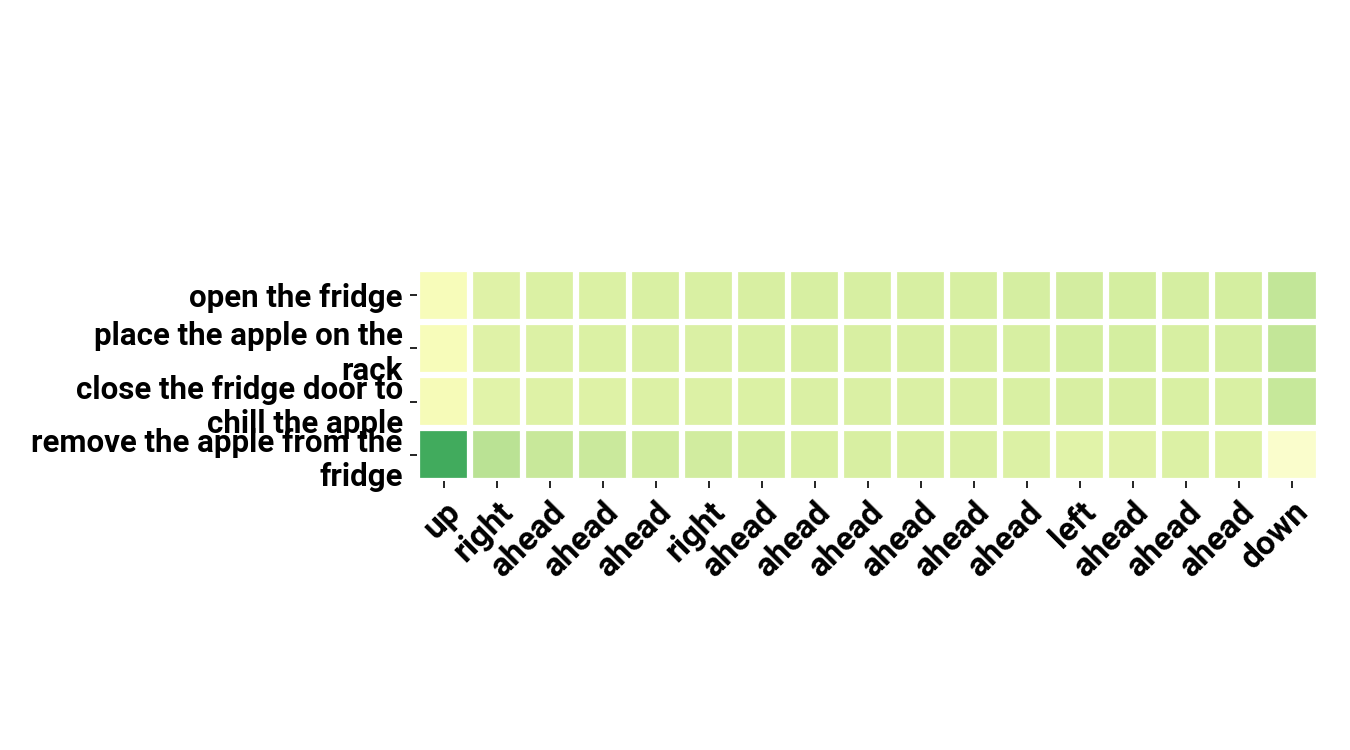 open the fridge
place the apple on the
rack
close the fridge door to
chill the apple
remove the apple from the
fridge
up
right
ahead
ahead
ahead
right
ahead
ahead
ahead
ahead
ahead
ahead
left
ahead
ahead
ahead
down